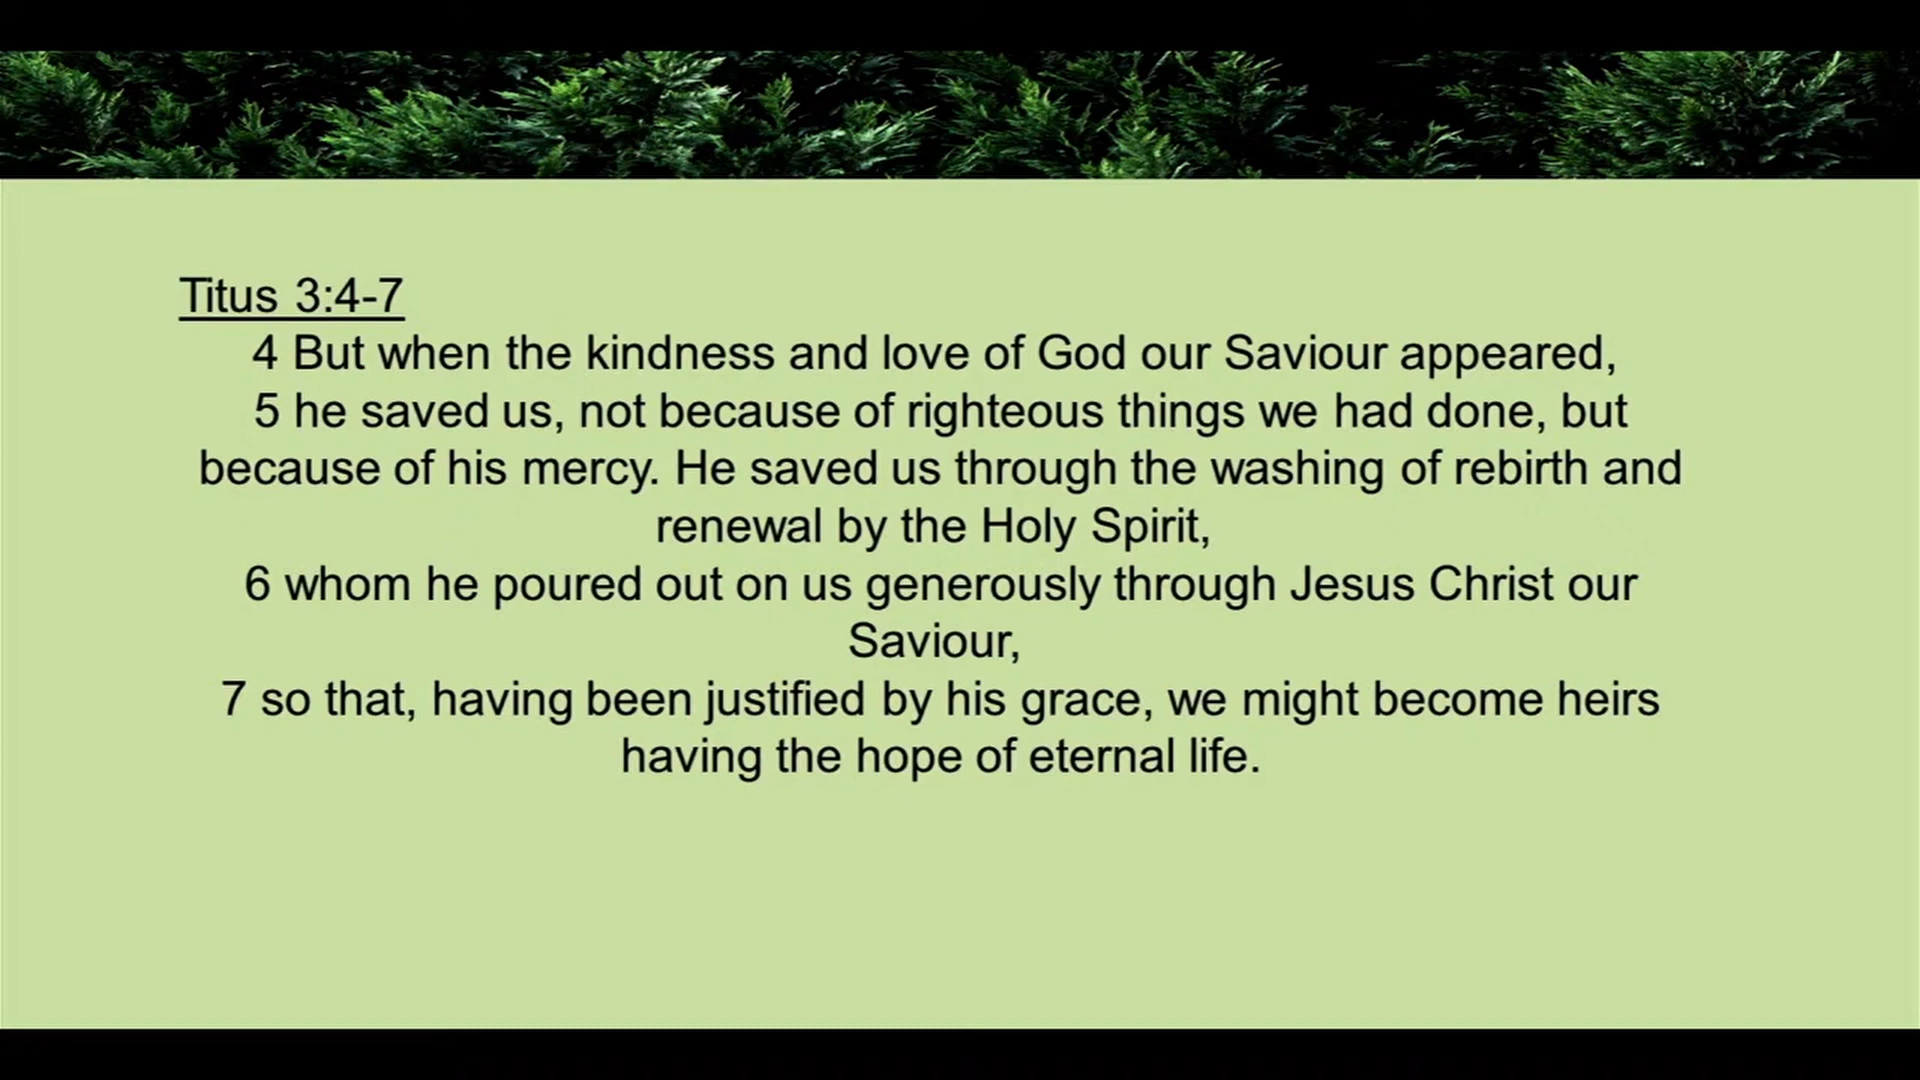 Titus 3:4-7
4 But when the kindness and love of God our Saviour appeared,
5 he saved us, not because of righteous things we had done, but
because of his mercy. He saved us through the washing of rebirth and
renewal by the Holy Spirit,
6 whom he poured out on us generously through Jesus Christ our
Saviour,
7 so that, having been justified by his grace, we might become heirs
having the hope of eternal life.